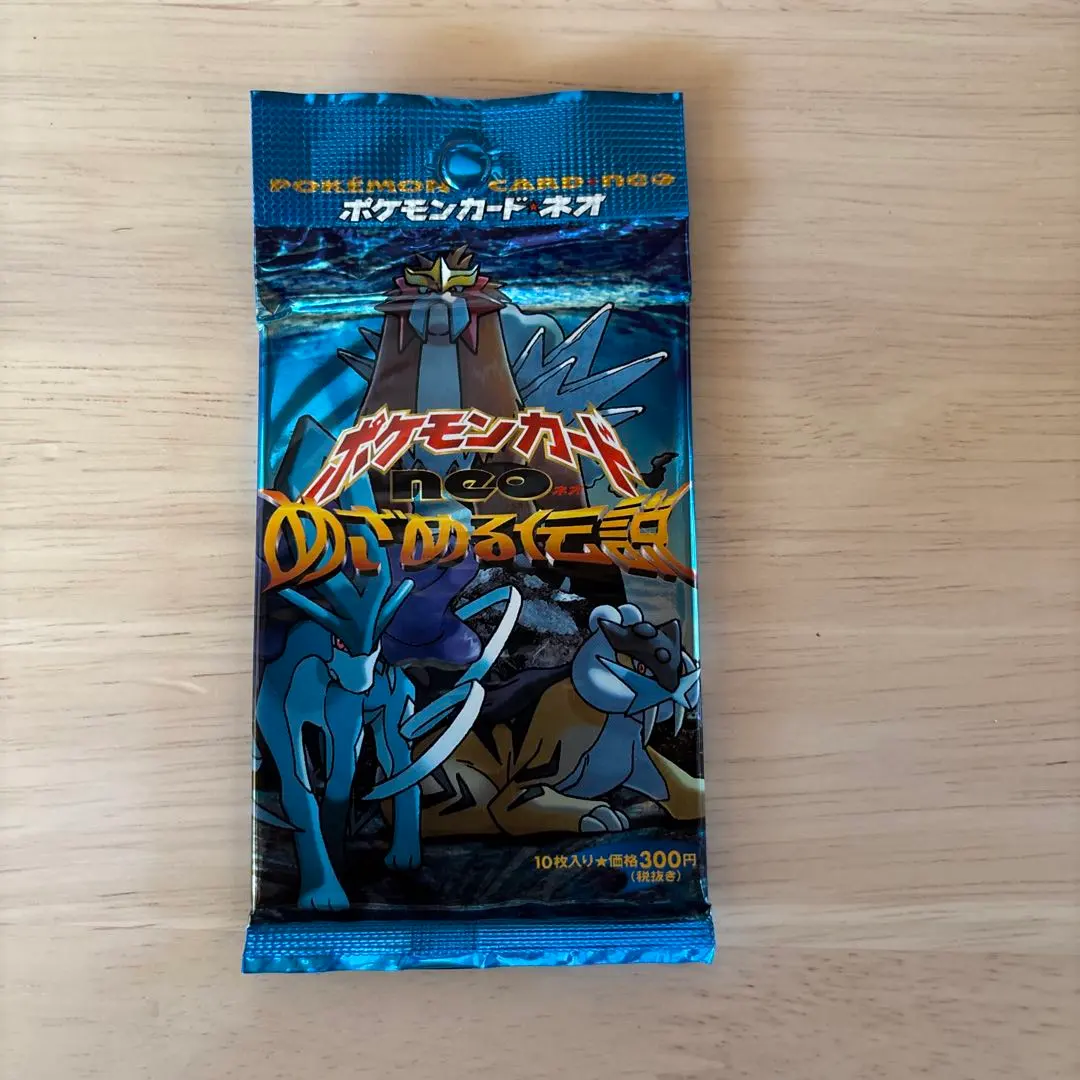 POKÉMON CARD★neo
ポケモンカード★ネオ
ポケモンカード
neo ネオ
めざめる伝説
10枚入り★価格300円
(税抜き)